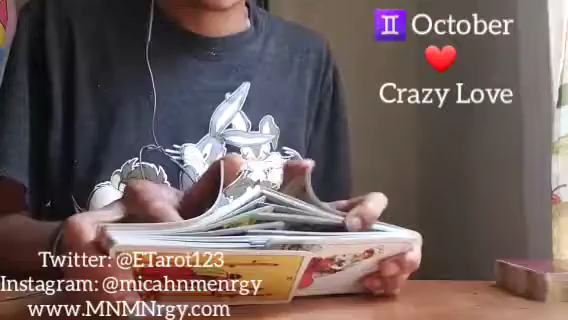 ♊ October
❤️
Crazy Love
Twitter: @ETarot123
Instagram: @micahnmenrgy
www.MNMNrgy.com